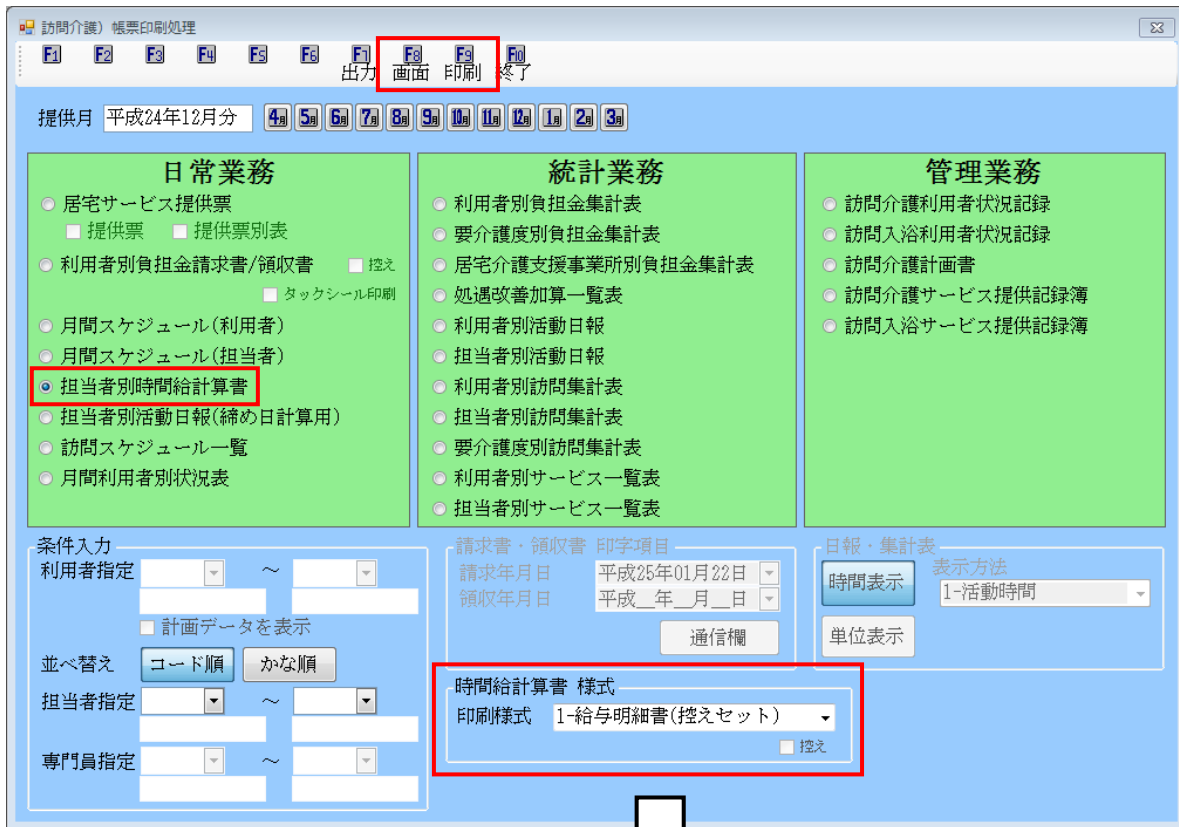 訪問介護）帳票印刷処理
F1 F2 F3 F4 F5 F6 F7 F8 F9 F10
出力 画面 印刷 終了
提供月 平成24年12月分 4月 5月 6月 7月 8月 9月 10月 11月 12月 1月 2月 3月
日常業務
居宅サービス提供票
提供票 提供票別表
利用者別負担金請求書/領収書 控え
タックシール印刷
月間スケジュール(利用者)
月間スケジュール(担当者)
担当者別時間給計算書
担当者別活動日報(締め日計算用)
訪問スケジュール一覧
月間利用者別状況表
統計業務
利用者別負担金集計表
要介護度別負担金集計表
居宅介護支援事業所別負担金集計表
処遇改善加算一覧表
利用者別活動日報
担当者別活動日報
利用者別訪問集計表
担当者別訪問集計表
要介護度別訪問集計表
利用者別サービス一覧表
担当者別サービス一覧表
管理業務
訪問介護利用者状況記録
訪問入浴利用者状況記録
訪問介護計画書
訪問介護サービス提供記録簿
訪問入浴サービス提供記録簿
条件入力
利用者指定 ～
計画データを表示
並べ替え コード順 かな順
担当者指定 ～
専門員指定 ～
請求書・領収書 印字項目
請求年月日 平成25年01月22日
領収年月日 平成__年__月__日
通信欄
日報・集計表
時間表示 表示方法
1-活動時間
単位表示
時間給計算書 様式
印刷様式 1-給与明細書(控えセット)
控え